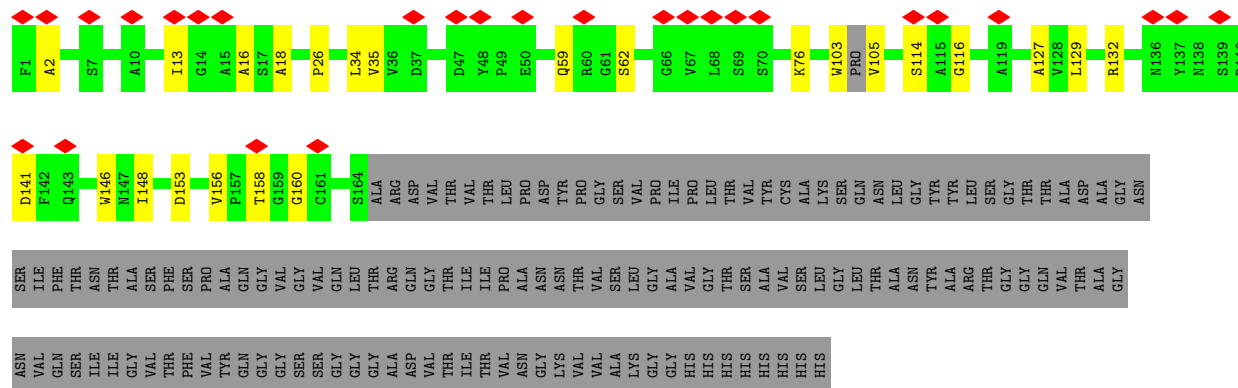 F1 A2 S7 A10 I13 G14 A15 A16 S17 A18 P26 L34 V35 V36 D37 D47 Y48 P49 E50 Q59 R60 G61 S62 G66 V67 L68 S69 S70 K76 W103 PRO V105 S114 A115 G116 A119 A127 V128 L129 R132 N136 Y137 N138 S139
D141 F142 Q143 W146 N147 I148 D153 V156 P157 T158 G159 G160 C161 S164 ALA ARG ASP VAL THR VAL THR LEU PRO ASP TYR PRO GLY SER VAL PRO ILE PRO LEU THR VAL TYR CYS ALA LYS SER GLN ASN LEU GLY TYR TYR LEU SER GLY THR THR ALA ASP ALA GLY ASN
SER ILE PHE THR ASN THR ALA SER PHE SER PRO ALA GLN GLY VAL GLY VAL GLN LEU THR ARG GLN GLY THR ILE ILE PRO ALA ASN ASN THR VAL SER LEU GLY ALA VAL GLY THR SER ALA VAL SER LEU GLY LEU THR ALA ASN TYR ALA ARG THR GLY GLY GLN VAL THR ALA GLY
ASN VAL GLN SER ILE ILE GLY VAL THR PHE VAL TYR GLN GLY GLY SER SER GLY GLY GLY ALA ASP VAL THR ILE THR VAL ASN GLY LYS VAL VAL ALA LYS GLY GLY HIS HIS HIS HIS HIS HIS HIS HIS